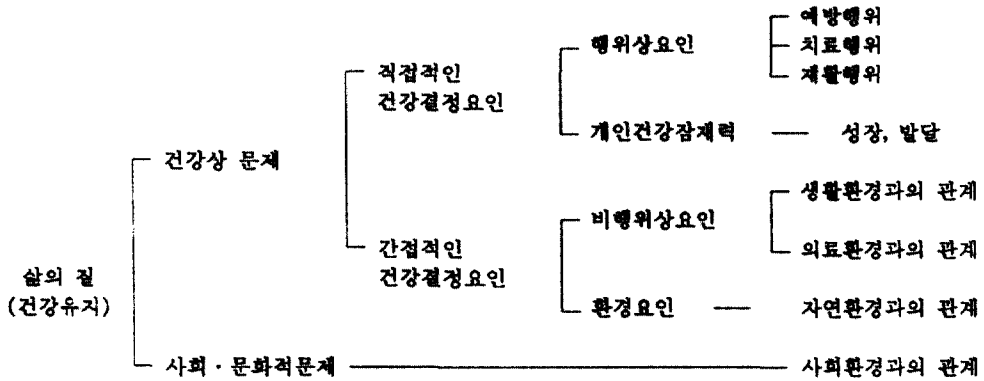 예방행위
행위상요인
치료행위
직접적인
건강결정요인
재활행위
개인건강잠재력
성장, 발달
건강상 문제
생활환경과의 관계
비행위상요인
간접적인
건강결정요인
의료환경과의 관계
삶의 질
(건강유지)
환경요인
자연환경과의 관계
사회·문화적문제
사회환경과의 관계